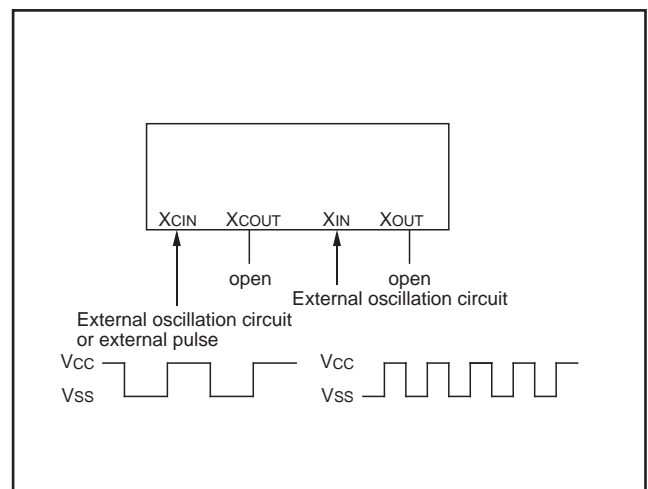 XCIN XCOUT XIN XOUT
open open
External oscillation circuit
External oscillation circuit
or external pulse
VCC VCC
VSS VSS